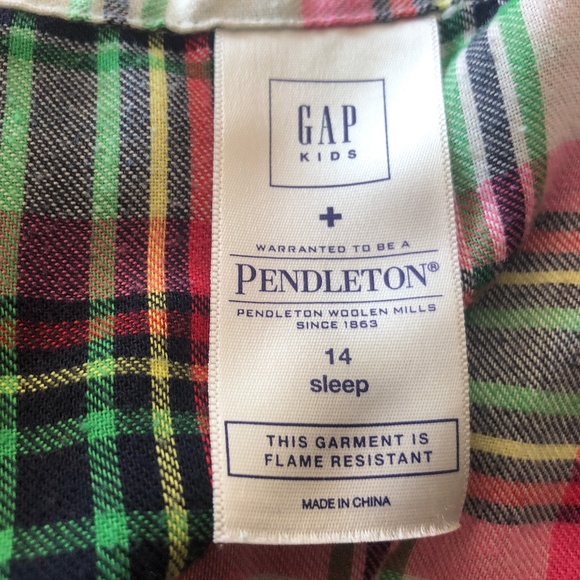 GAP
KIDS
+
WARRANTED TO BE A
PENDLETON®
PENDLETON WOOLEN MILLS
SINCE 1863
14
sleep
THIS GARMENT IS
FLAME RESISTANT
MADE IN CHINA